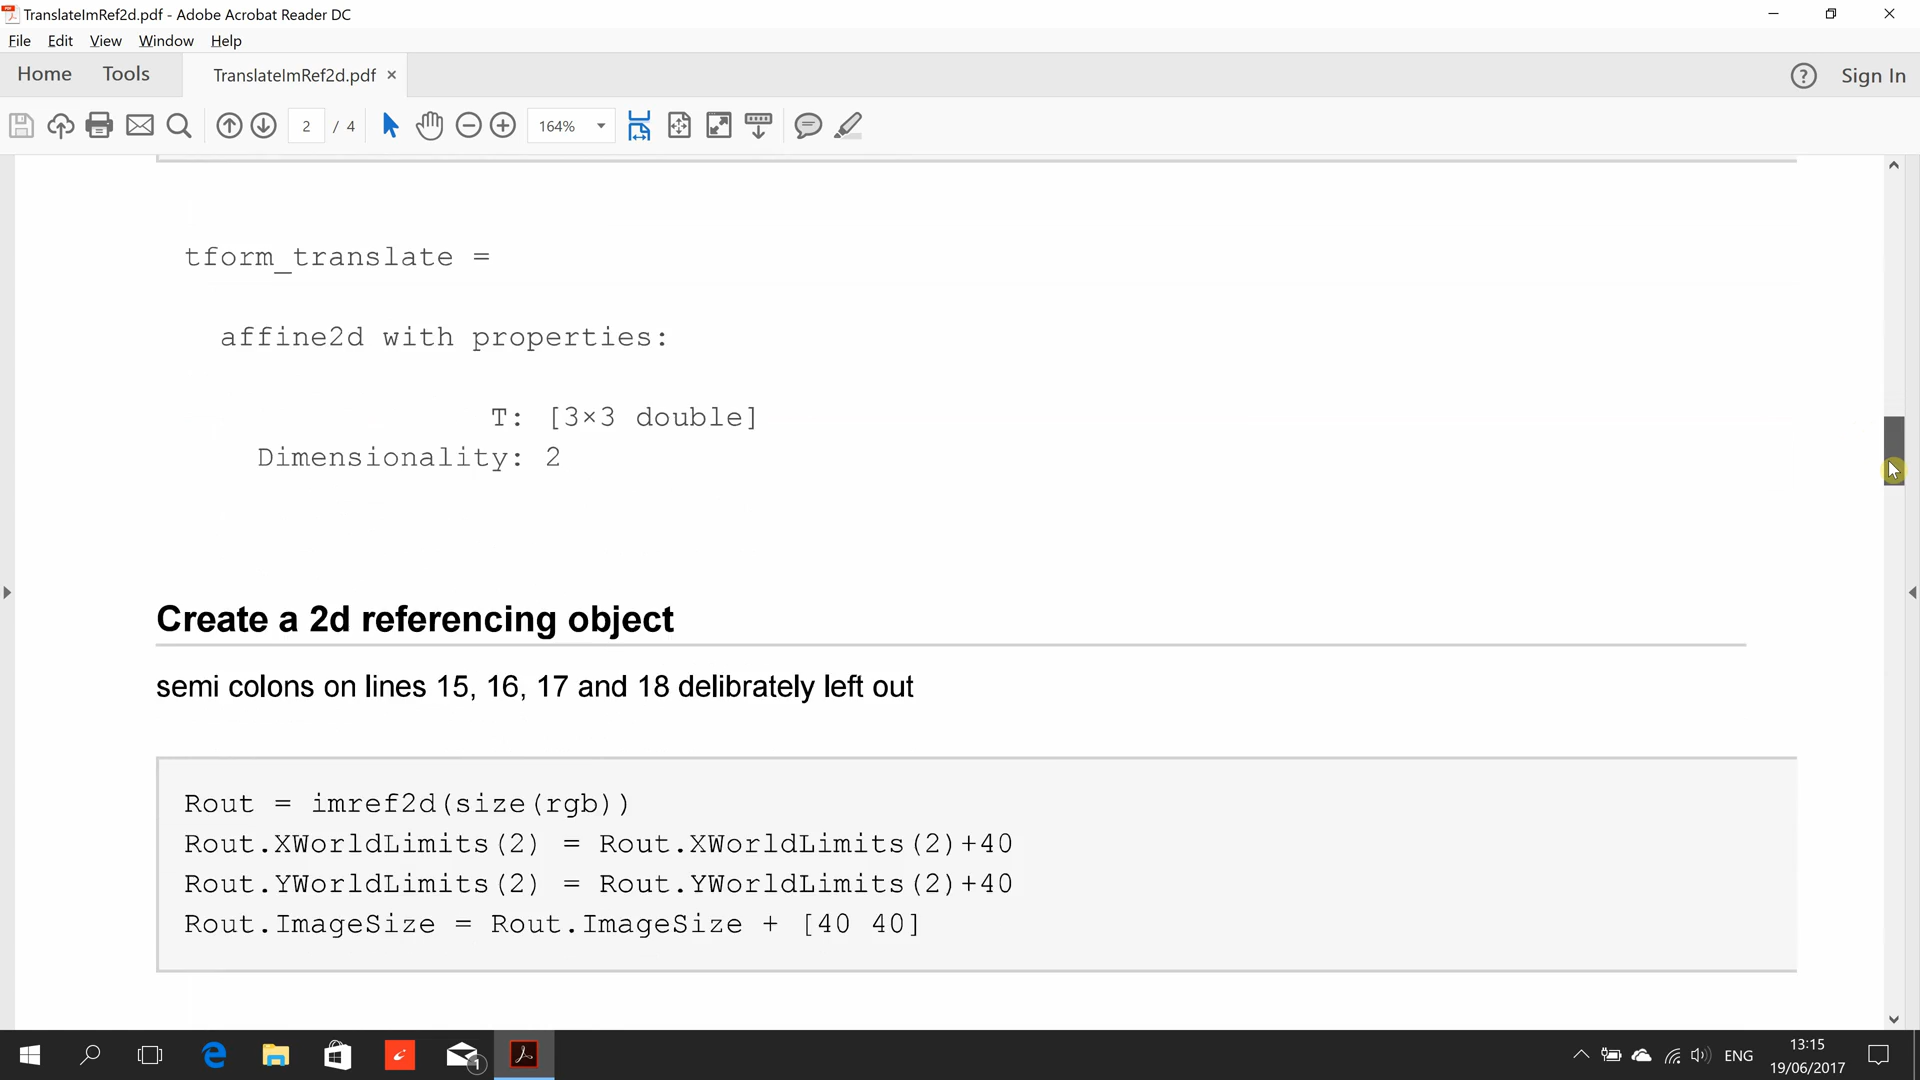 TranslateImRef2d.pdf - Adobe Acrobat Reader DC
File Edit View Window Help
Home Tools TranslateImRef2d.pdf × ? Sign In
2 / 4 164%
tform_translate =
affine2d with properties:
T: [3×3 double]
Dimensionality: 2
Create a 2d referencing object
semi colons on lines 15, 16, 17 and 18 delibrately left out
Rout = imref2d(size(rgb))
Rout.XWorldLimits(2) = Rout.XWorldLimits(2)+40
Rout.YWorldLimits(2) = Rout.YWorldLimits(2)+40
Rout.ImageSize = Rout.ImageSize + [40 40]
1
ENG
13:15
19/06/2017